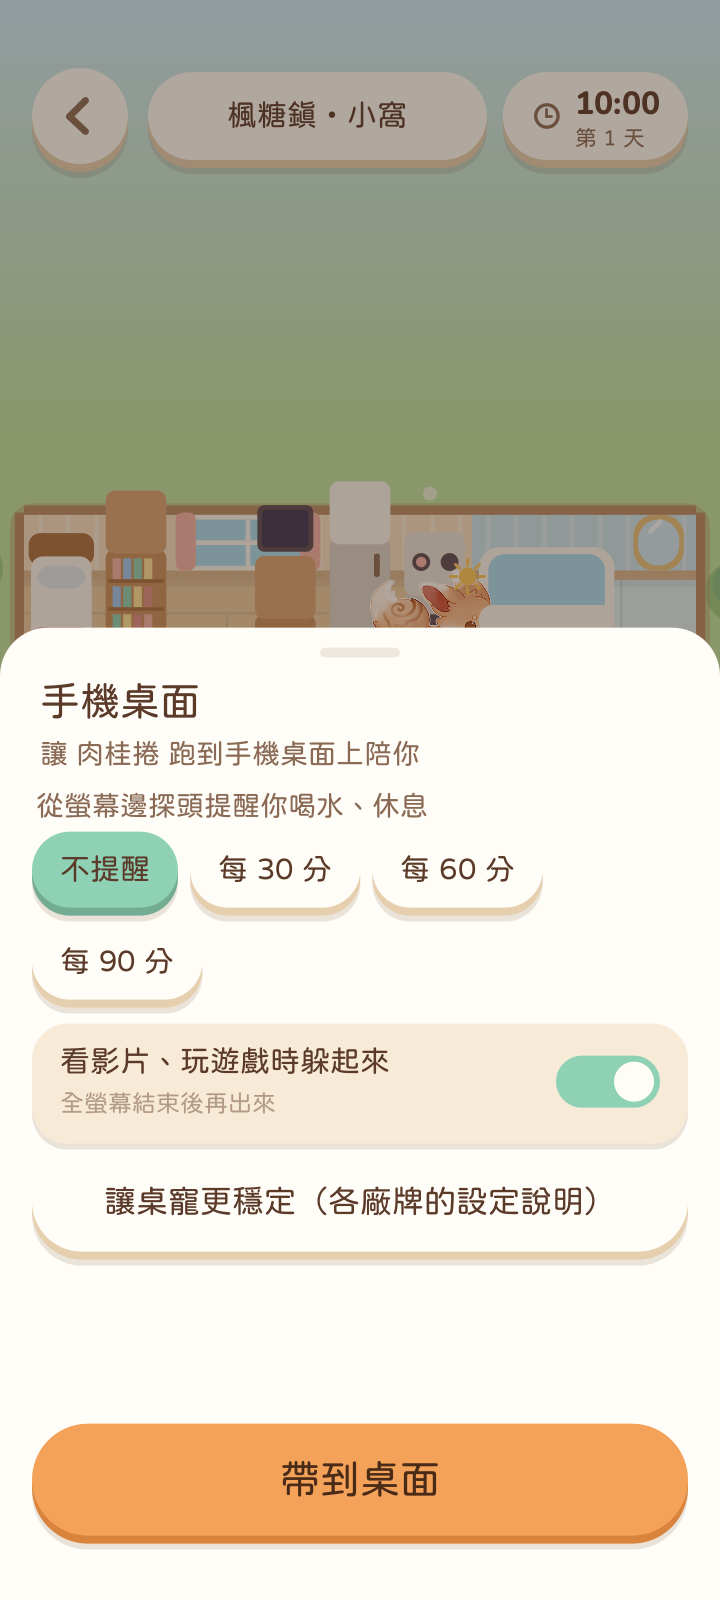 楓糖鎮・小窩
10:00
第 1 天
手機桌面
讓 肉桂捲 跑到手機桌面上陪你
從螢幕邊探頭提醒你喝水、休息
不提醒
每 30 分
每 60 分
每 90 分
看影片、玩遊戲時躲起來
全螢幕結束後再出來
讓桌寵更穩定（各廠牌的設定說明）
帶到桌面